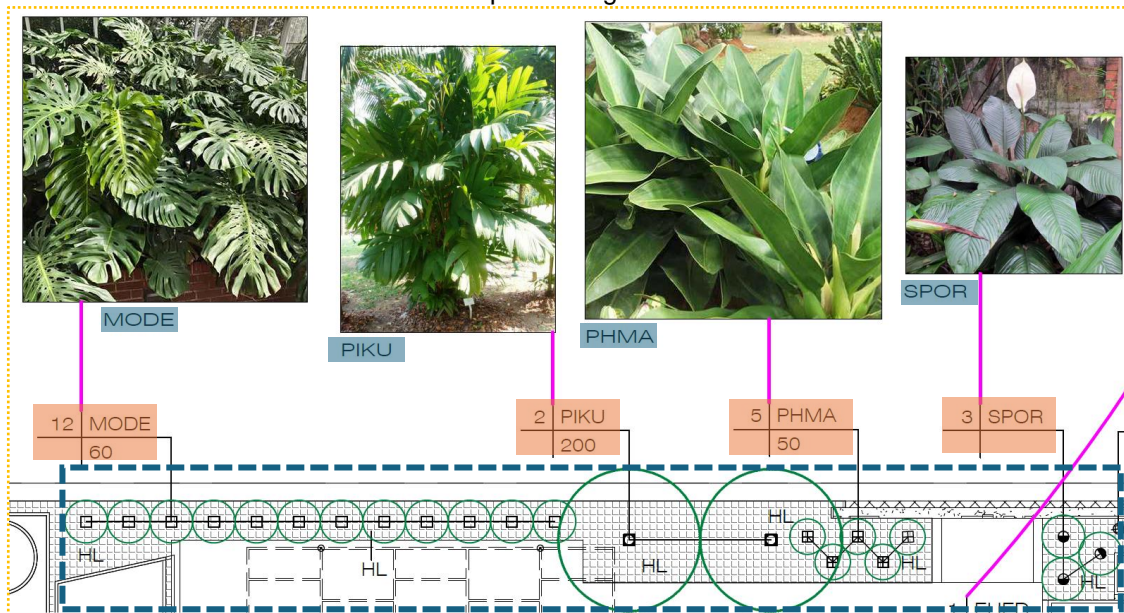 MODE
PIKU
PHMA
SPOR
12 MODE
60
2 PIKU
200
5 PHMA
50
3 SPOR
HL
HL
HL
HL
HL
HL